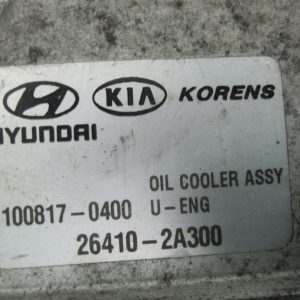 KIA KORENS
HYUNDAI
OIL COOLER ASSY
100817-0400 U-ENG
26410-2A300